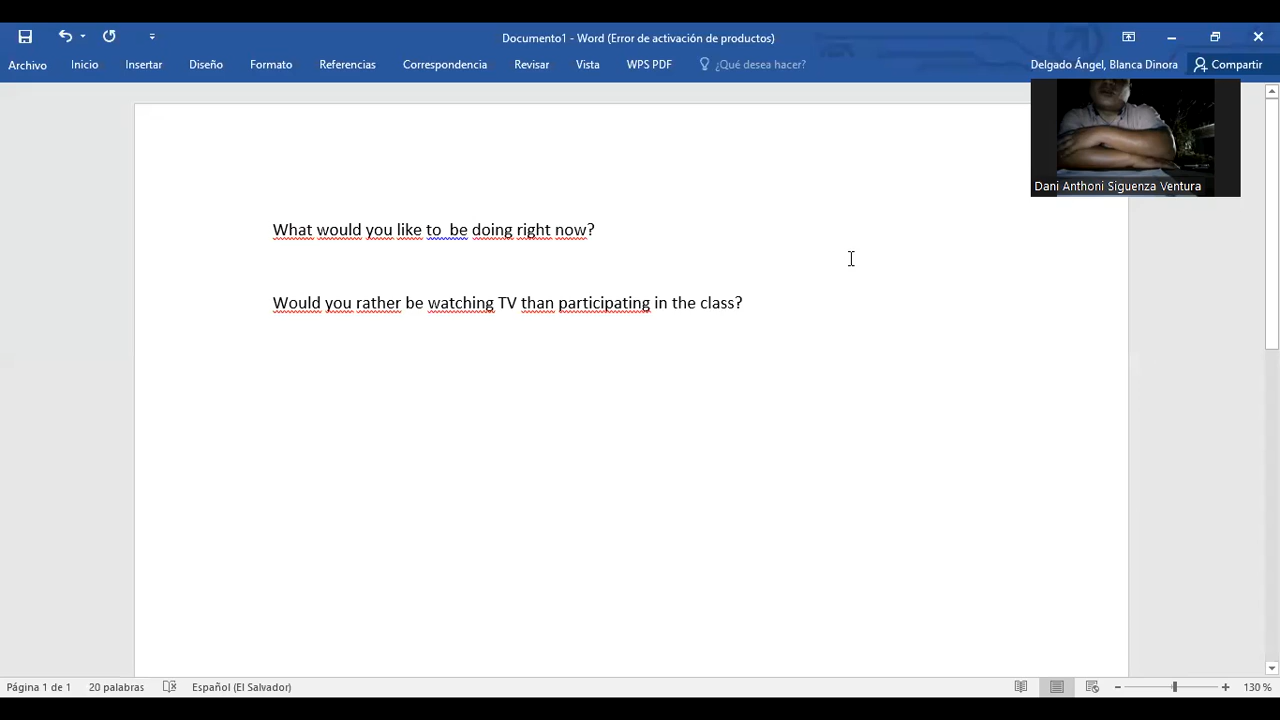 Documento1 - Word (Error de activación de productos)
Archivo Inicio Insertar Diseño Formato Referencias Correspondencia Revisar Vista WPS PDF ¿Qué desea hacer? Delgado Ángel, Blanca Dinora Compartir
Dani Anthoni Siguenza Ventura
What would you like to  be doing right now?
Would you rather be watching TV than participating in the class?
Página 1 de 1 20 palabras Español (El Salvador) 130 %